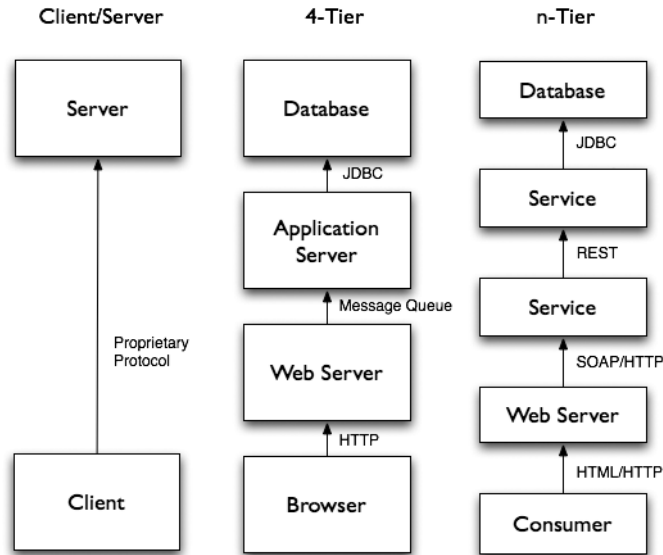 Client/Server
Server
Proprietary
Protocol
Client
4-Tier
Database
JDBC
Application
Server
Message Queue
Web Server
HTTP
Browser
n-Tier
Database
JDBC
Service
REST
Service
SOAP/HTTP
Web Server
HTML/HTTP
Consumer